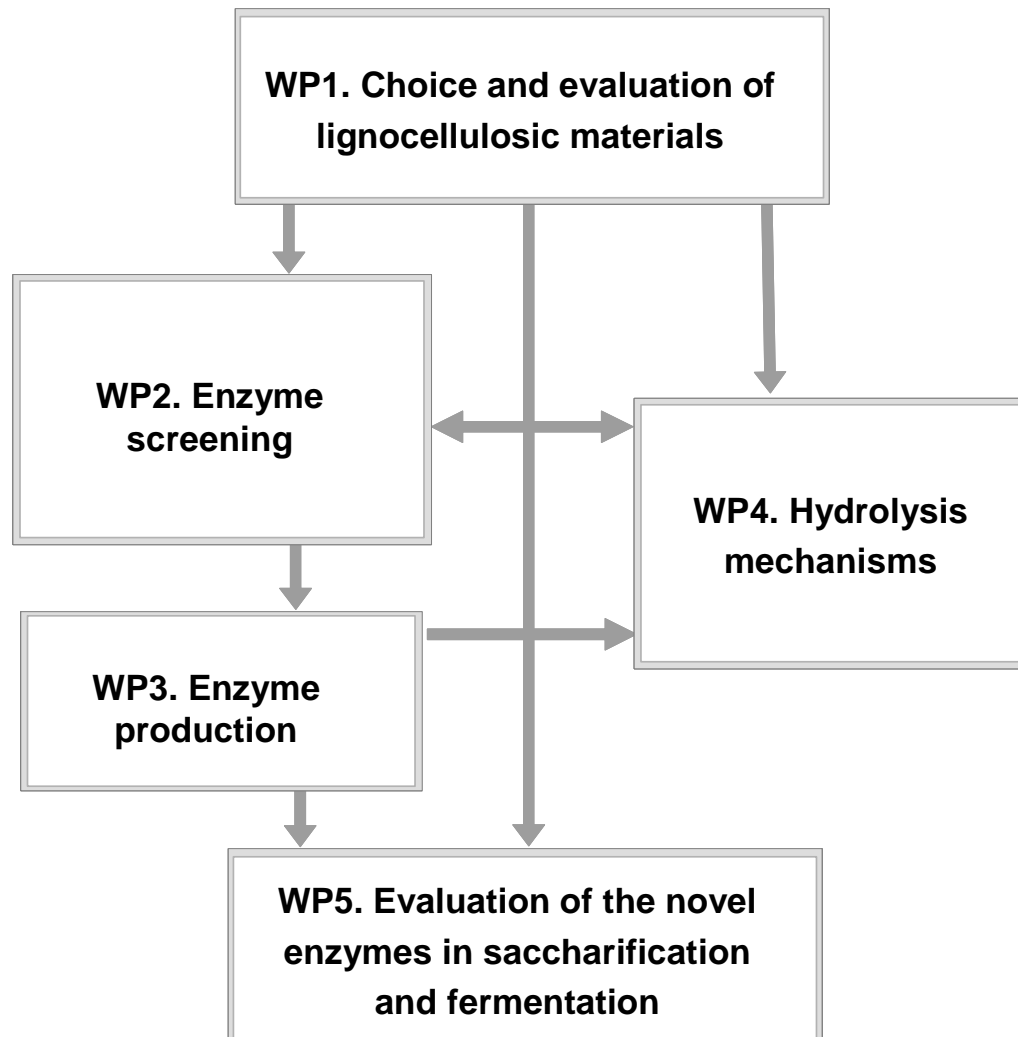 WP1. Choice and evaluation of
lignocellulosic materials
WP2. Enzyme
screening
WP4. Hydrolysis
mechanisms
WP3. Enzyme
production
WP5. Evaluation of the novel
enzymes in saccharification
and fermentation